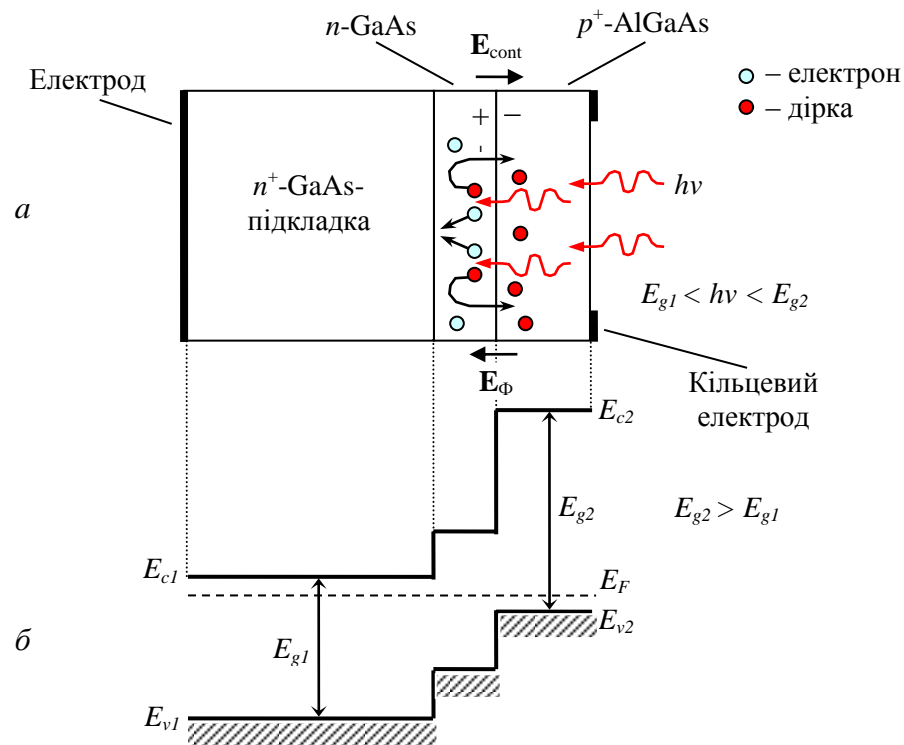 n-GaAs
p⁺-AlGaAs
E_cont
Електрод
– електрон
– дірка
+ –
n⁺-GaAs-
підкладка
hν
а
E_g1 < hν < E_g2
E_Ф
Кільцевий
електрод
E_c2
E_g2
E_g2 > E_g1
E_c1
E_F
E_v2
б
E_g1
E_v1